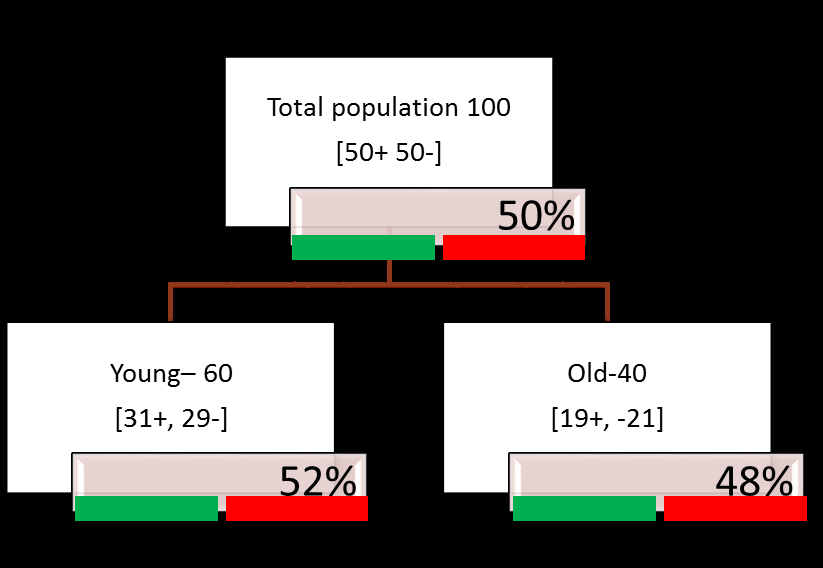 Total population 100
[50+ 50-]
50%
Young– 60
[31+, 29-]
52%
Old-40
[19+, -21]
48%